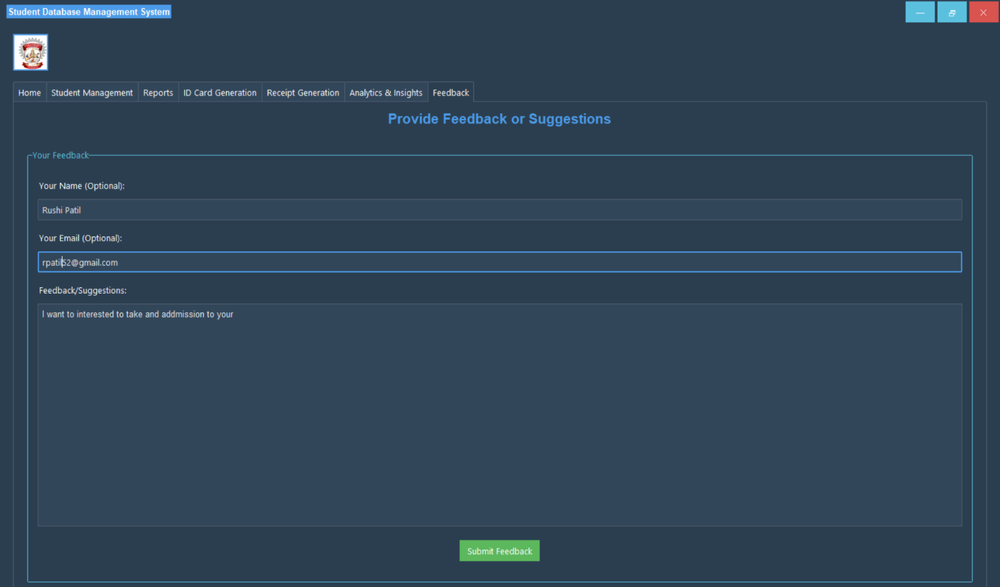 Student Database Management System
Home Student Management Reports ID Card Generation Receipt Generation Analytics & Insights Feedback
Provide Feedback or Suggestions
Your Feedback
Your Name (Optional):
Rushi Patil
Your Email (Optional):
rpatil52@gmail.com
Feedback/Suggestions:
I want to interested to take and addmission to your
Submit Feedback